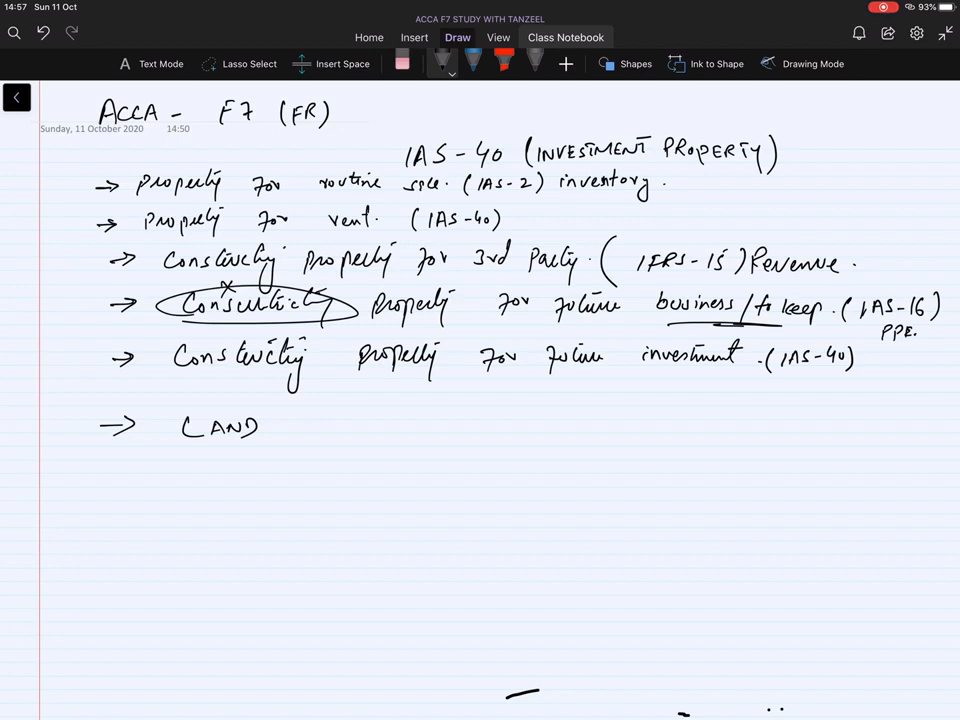 14:57 Sun 11 Oct 93%
ACCA F7 STUDY WITH TANZEEL
Home Insert Draw View Class Notebook
Text Mode Lasso Select Insert Space Shapes Ink to Shape Drawing Mode
ACCA - F7 (FR)
Sunday, 11 October 2020 14:50
IAS-40 (INVESTMENT PROPERTY)
→ Property for routine sale. (IAS-2) inventory.
→ Property for rent. (IAS-40)
→ Constructing property for 3rd Party. (IFRS-15) Revenue.
→ property for future business/to keep. (IAS-16)
PPE.
→ Constructing property for future investment. (IAS-40)
→ LAND